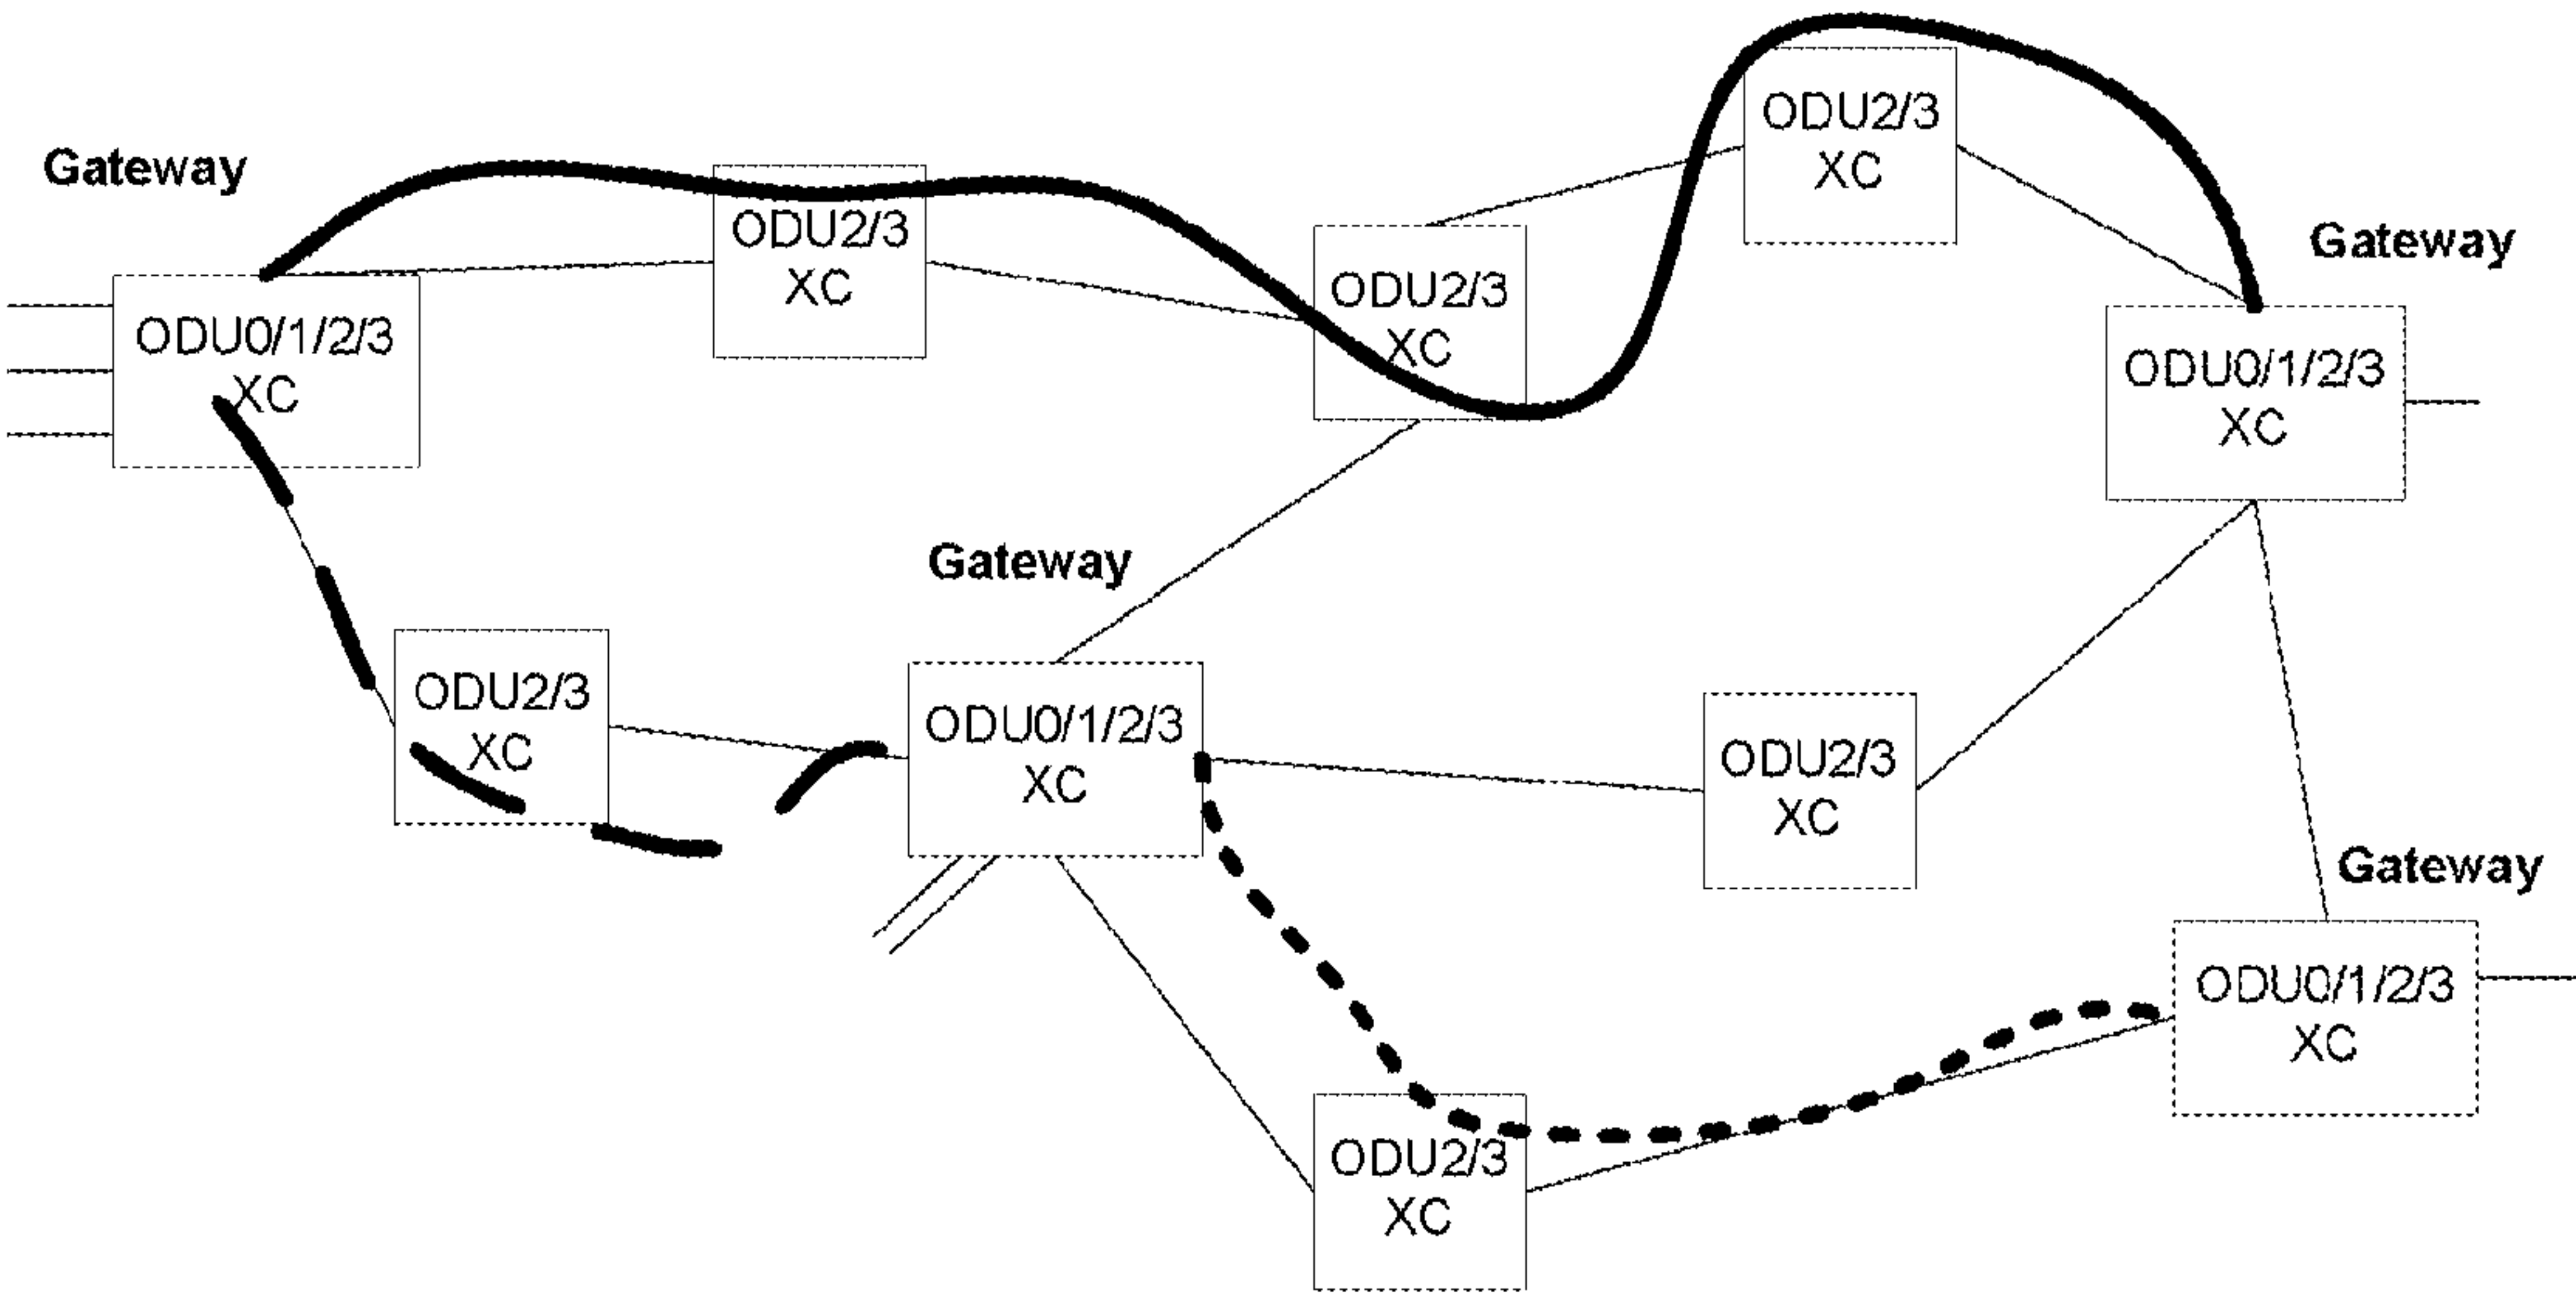 ODU2/3
XC
Gateway
ODU2/3
XC
Gateway
ODU2/3
XC
ODU0/1/2/3
XC
ODU0/1/2/3
XC
Gateway
ODU2/3
XC
ODU0/1/2/3
XC
ODU2/3
XC
Gateway
ODU0/1/2/3
XC
ODU2/3
XC